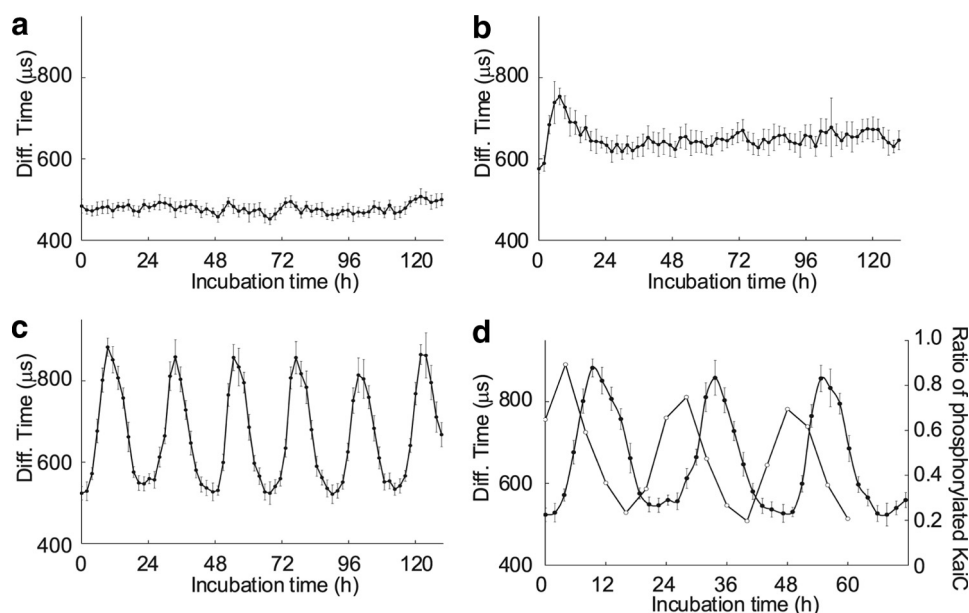 a
800
600
400
Diff. Time (μs)
0 24 48 72 96 120
Incubation time (h)
b
800
600
400
Diff. Time (μs)
0 24 48 72 96 120
Incubation time (h)
c
800
600
400
Diff. Time (μs)
0 24 48 72 96 120
Incubation time (h)
d
800
600
400
Diff. Time (μs)
1.0
0.8
0.6
0.4
0.2
0
Ratio of phosphorylated KaiC
0 12 24 36 48 60
Incubation time (h)